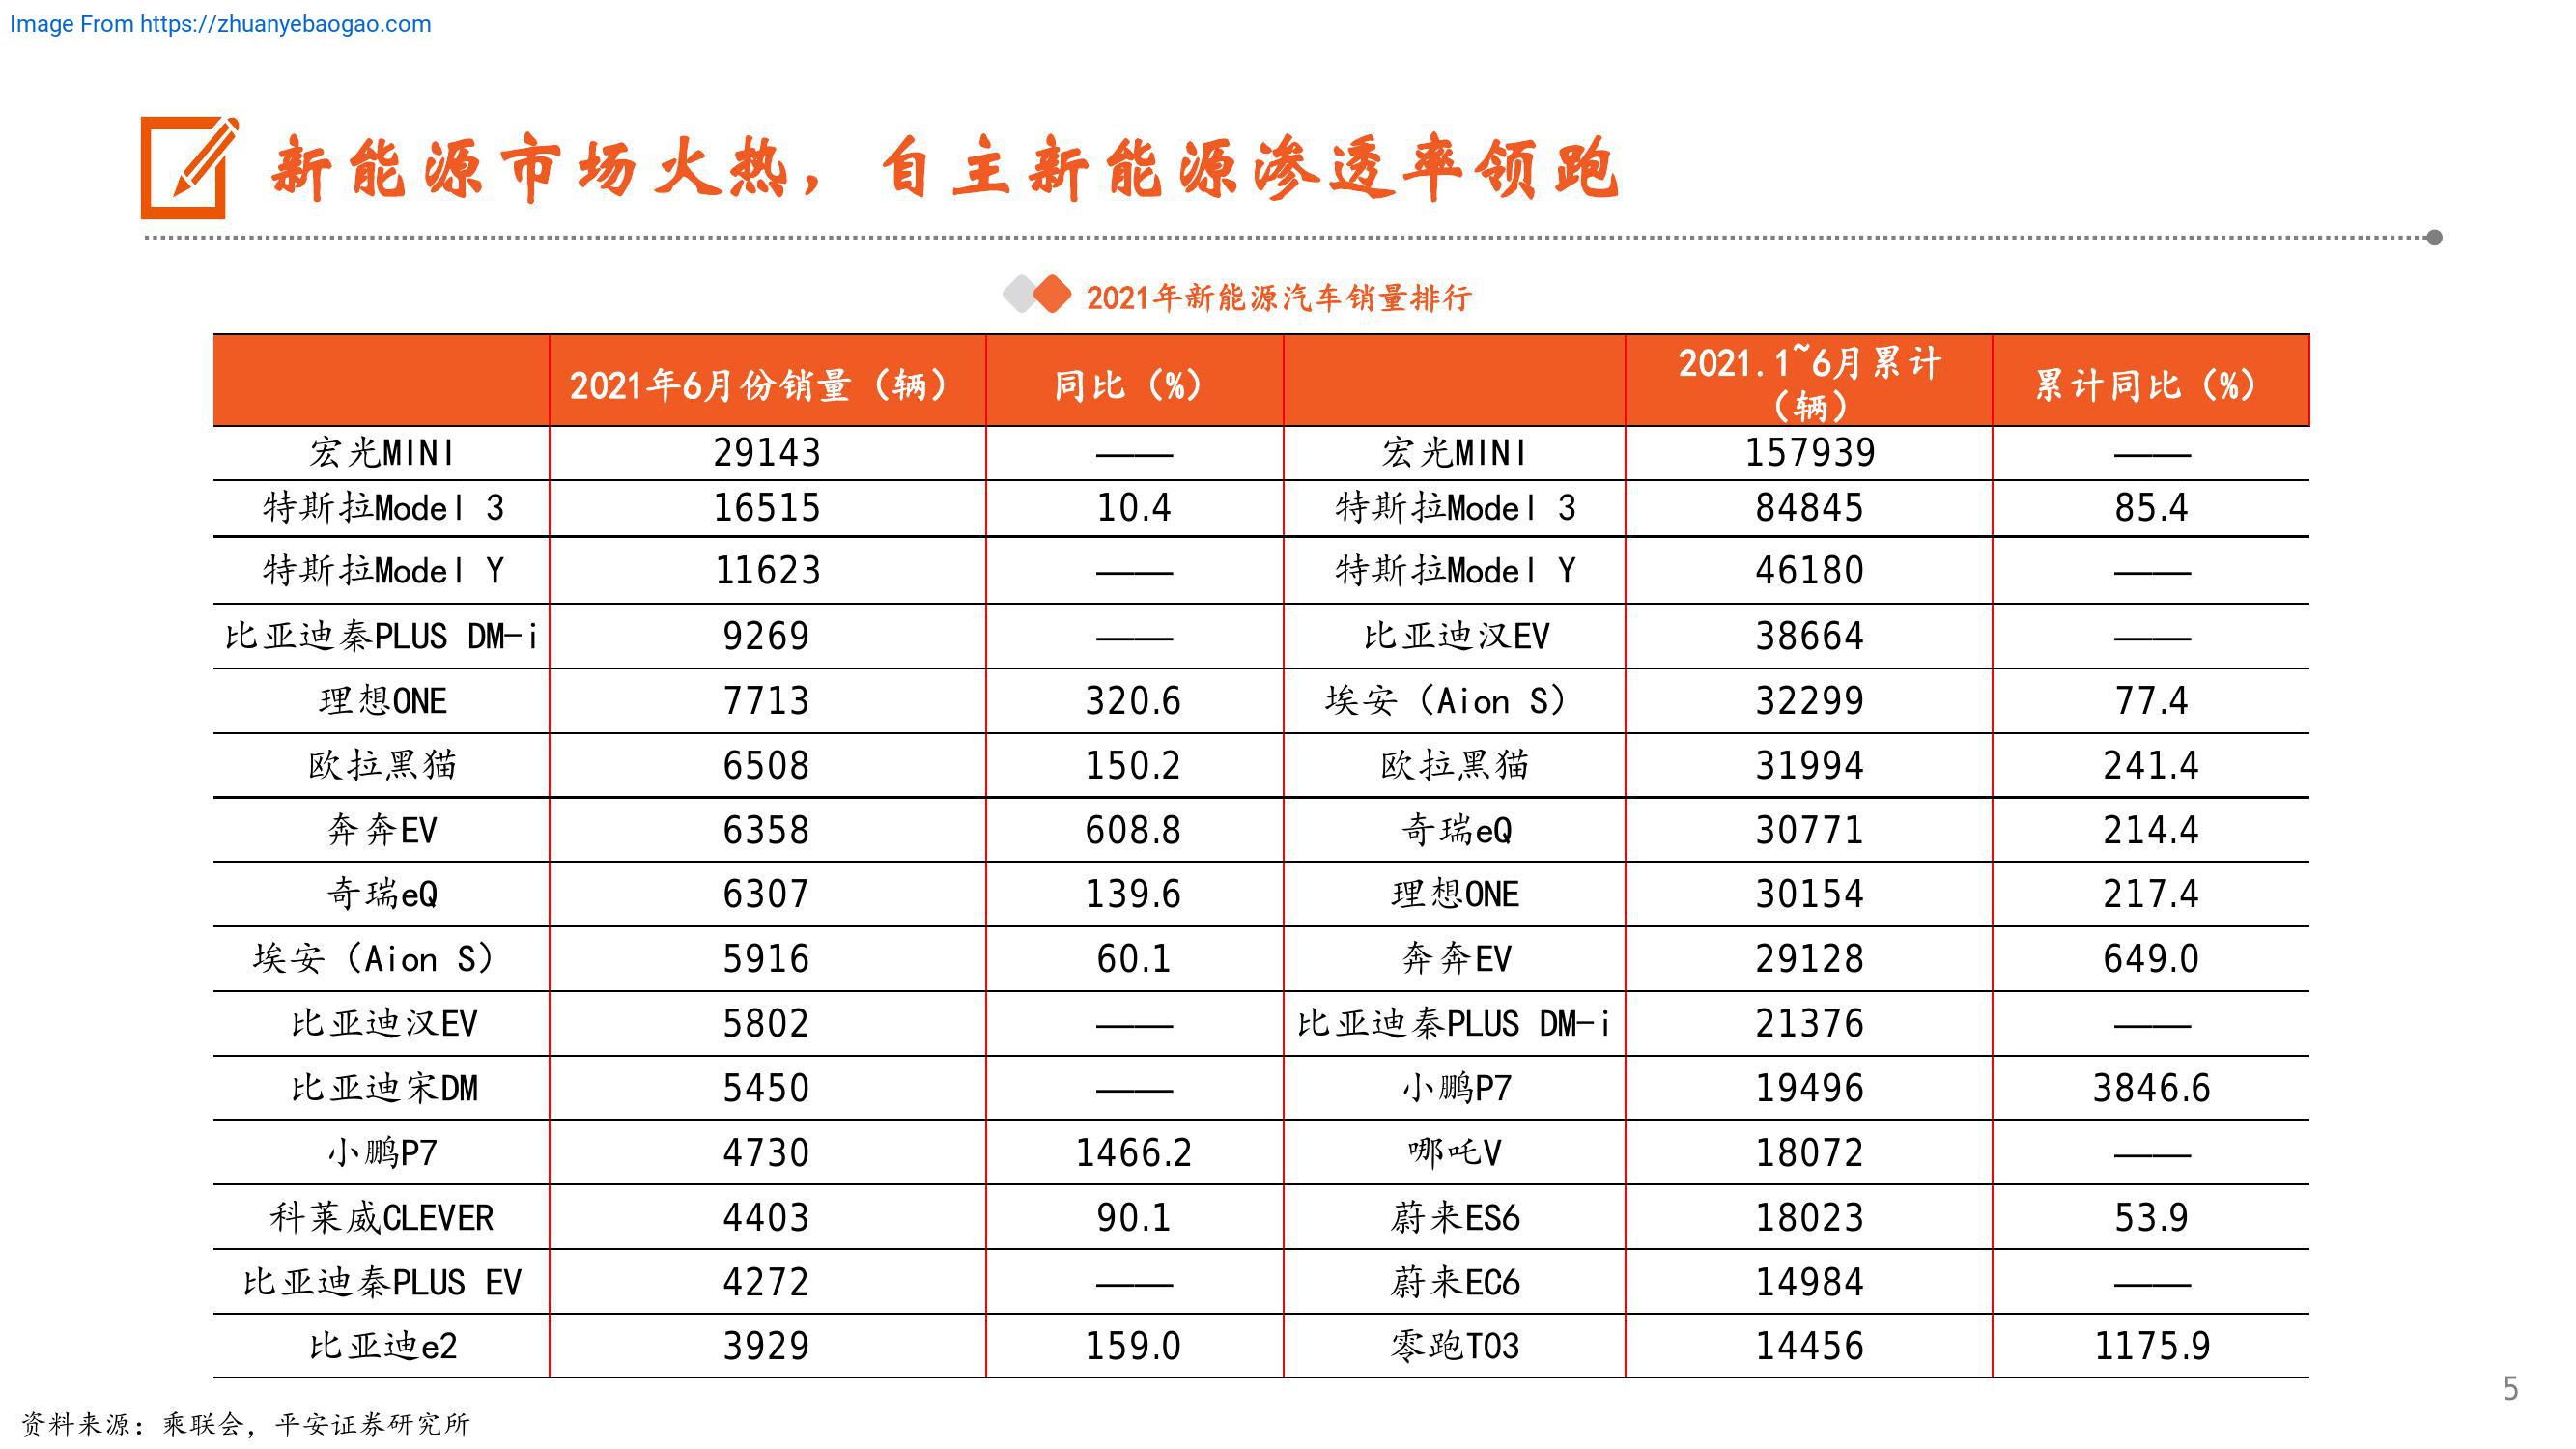 Image From https://zhuanyebaogao.com
新能源市场火热，自主新能源渗透率领跑
2021年新能源汽车销量排行
2021年6月份销量（辆） 同比（%） 2021.1~6月累计（辆） 累计同比（%）
宏光MINI 29143 —— 宏光MINI 157939 ——
特斯拉Model 3 16515 10.4 特斯拉Model 3 84845 85.4
特斯拉Model Y 11623 —— 特斯拉Model Y 46180 ——
比亚迪秦PLUS DM-i 9269 —— 比亚迪汉EV 38664 ——
理想ONE 7713 320.6 埃安（Aion S） 32299 77.4
欧拉黑猫 6508 150.2 欧拉黑猫 31994 241.4
奔奔EV 6358 608.8 奇瑞eQ 30771 214.4
奇瑞eQ 6307 139.6 理想ONE 30154 217.4
埃安（Aion S） 5916 60.1 奔奔EV 29128 649.0
比亚迪汉EV 5802 —— 比亚迪秦PLUS DM-i 21376 ——
比亚迪宋DM 5450 —— 小鹏P7 19496 3846.6
小鹏P7 4730 1466.2 哪吒V 18072 ——
科莱威CLEVER 4403 90.1 蔚来ES6 18023 53.9
比亚迪秦PLUS EV 4272 —— 蔚来EC6 14984 ——
比亚迪e2 3929 159.0 零跑T03 14456 1175.9
5
资料来源：乘联会，平安证券研究所